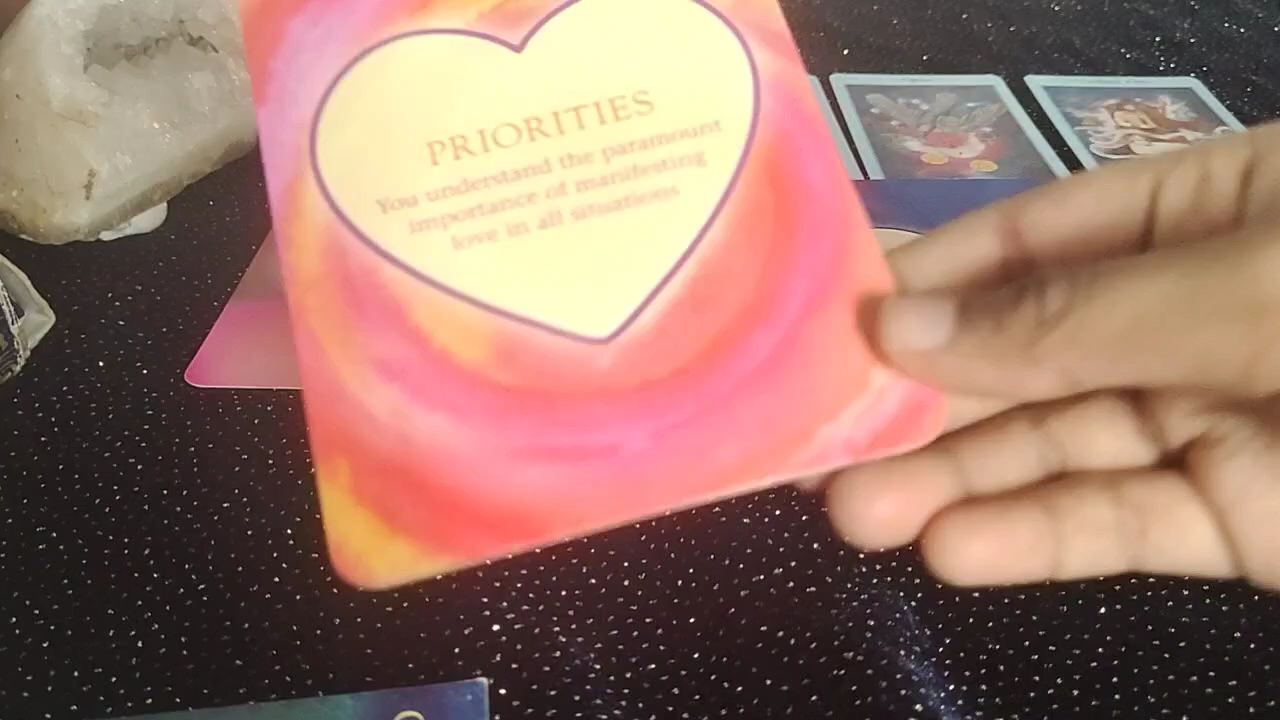 PRIORITIES
You understand the paramount
importance of manifesting
love in all situations